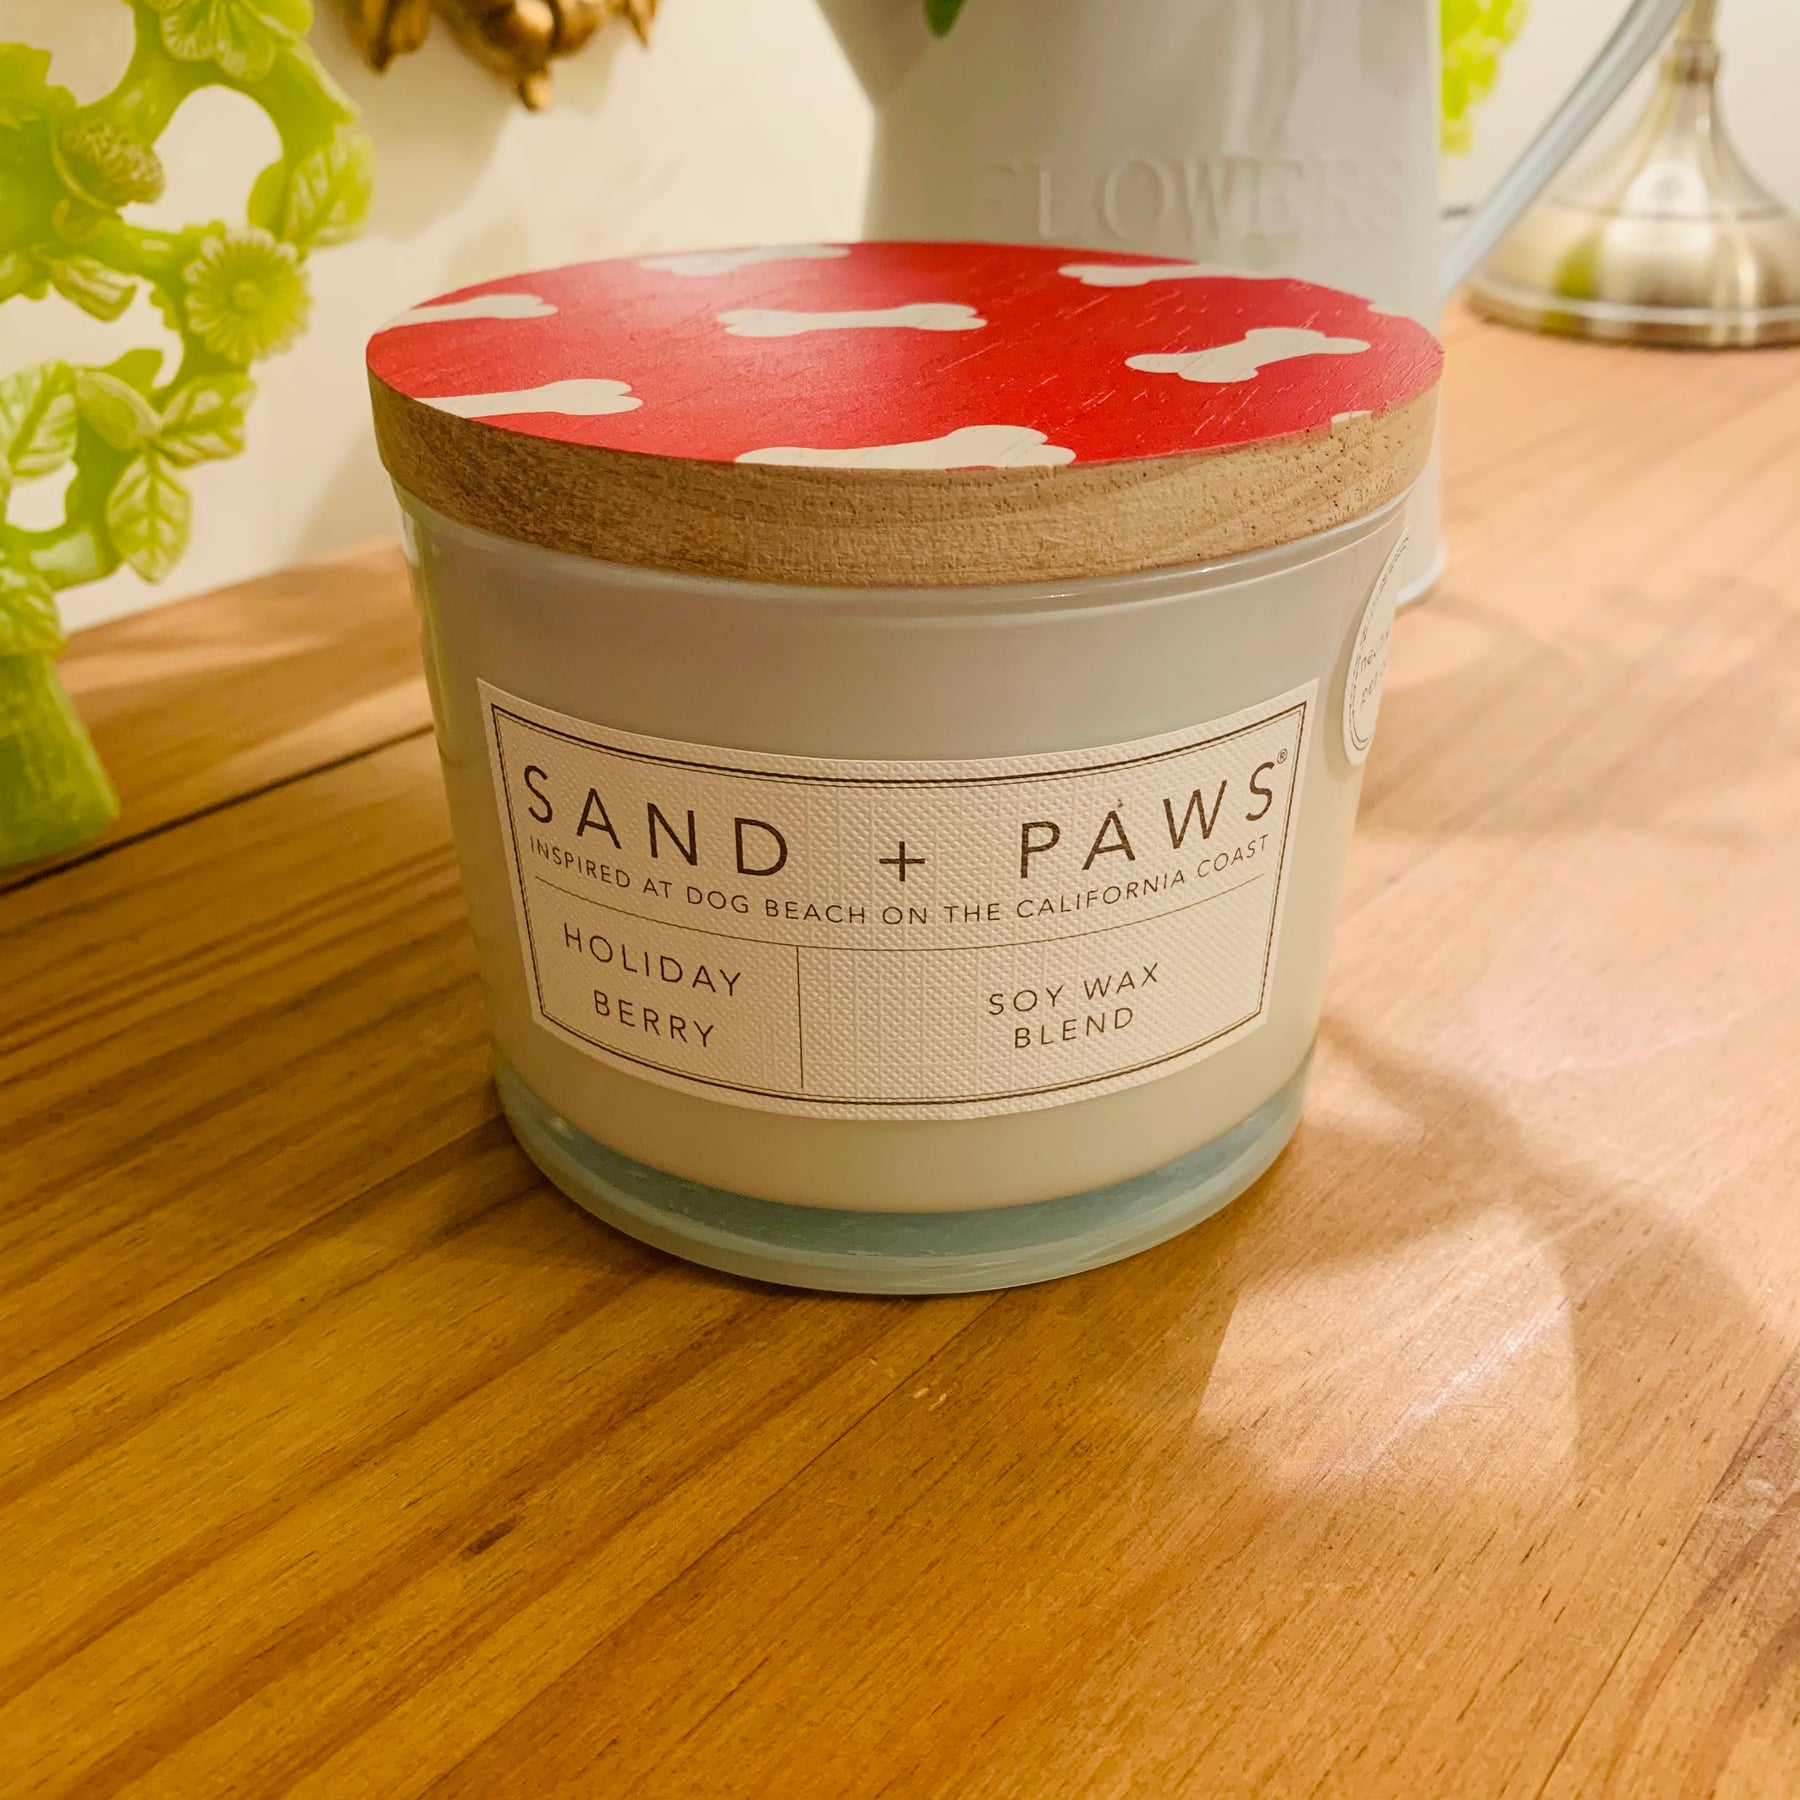 FLOWERS
SAND + PAWS®
INSPIRED AT DOG BEACH ON THE CALIFORNIA COAST
HOLIDAY
BERRY
SOY WAX
BLEND